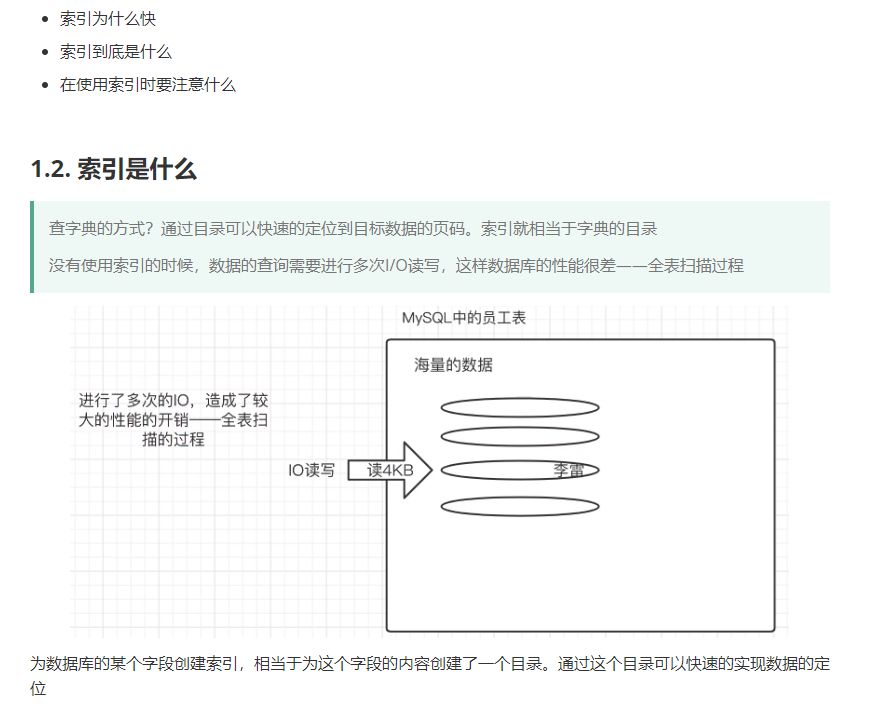 索引为什么快
索引到底是什么
在使用索引时要注意什么
1.2. 索引是什么
查字典的方式？通过目录可以快速的定位到目标数据的页码。索引就相当于字典的目录
没有使用索引的时候，数据的查询需要进行多次I/O读写，这样数据库的性能很差——全表扫描过程
MySQL中的员工表
海量的数据
进行了多次的IO，造成了较
大的性能的开销——全表扫
描的过程
IO读写
读4KB
李雷
为数据库的某个字段创建索引，相当于为这个字段的内容创建了一个目录。通过这个目录可以快速的实现数据的定
位